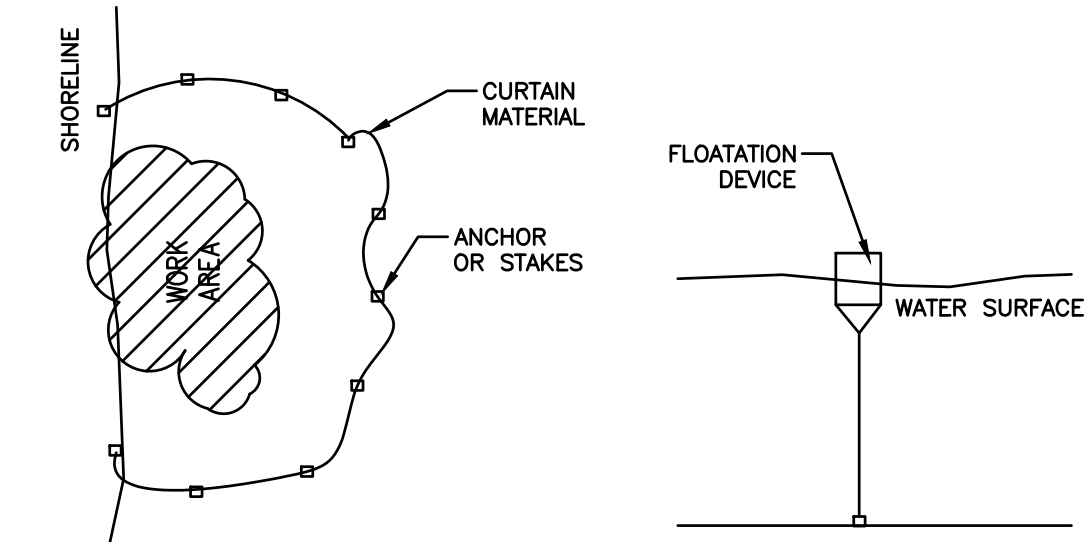 SHORELINE
CURTAIN
MATERIAL
WORK
AREA
ANCHOR
OR STAKES
FLOATATION
DEVICE
WATER SURFACE